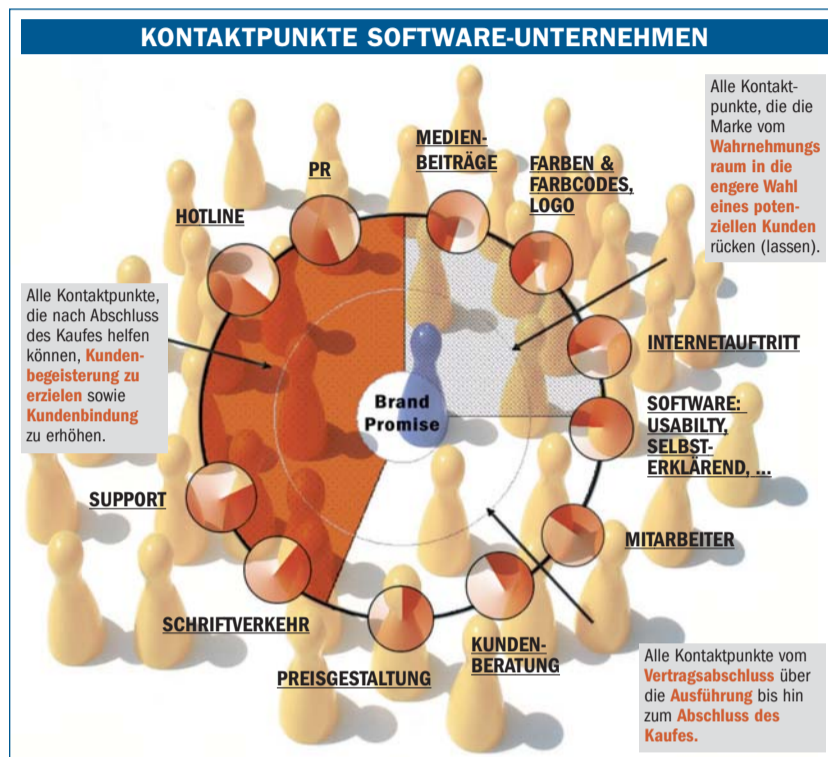 KONTAKTPUNKTE SOFTWARE-UNTERNEHMEN
Alle Kontakt-
punkte, die die
Marke vom
Wahrnehmungs
raum in die
engere Wahl
eines poten-
ziellen Kunden
rücken (lassen).
MEDIEN-
BEITRÄGE
PR
FARBEN &
FARBCODES,
LOGO
HOTLINE
Alle Kontaktpunkte,
die nach Abschluss
des Kaufes helfen
können, Kunden-
begeisterung zu
erzielen sowie
Kundenbindung
zu erhöhen.
INTERNETAUFTRITT
Brand
Promise
SOFTWARE:
USABILTY,
SELBST-
ERKLÄREND, ...
SUPPORT
MITARBEITER
SCHRIFTVERKEHR
KUNDEN-
BERATUNG
PREISGESTALTUNG
Alle Kontaktpunkte vom
Vertragsabschluss über
die Ausführung bis hin
zum Abschluss des
Kaufes.